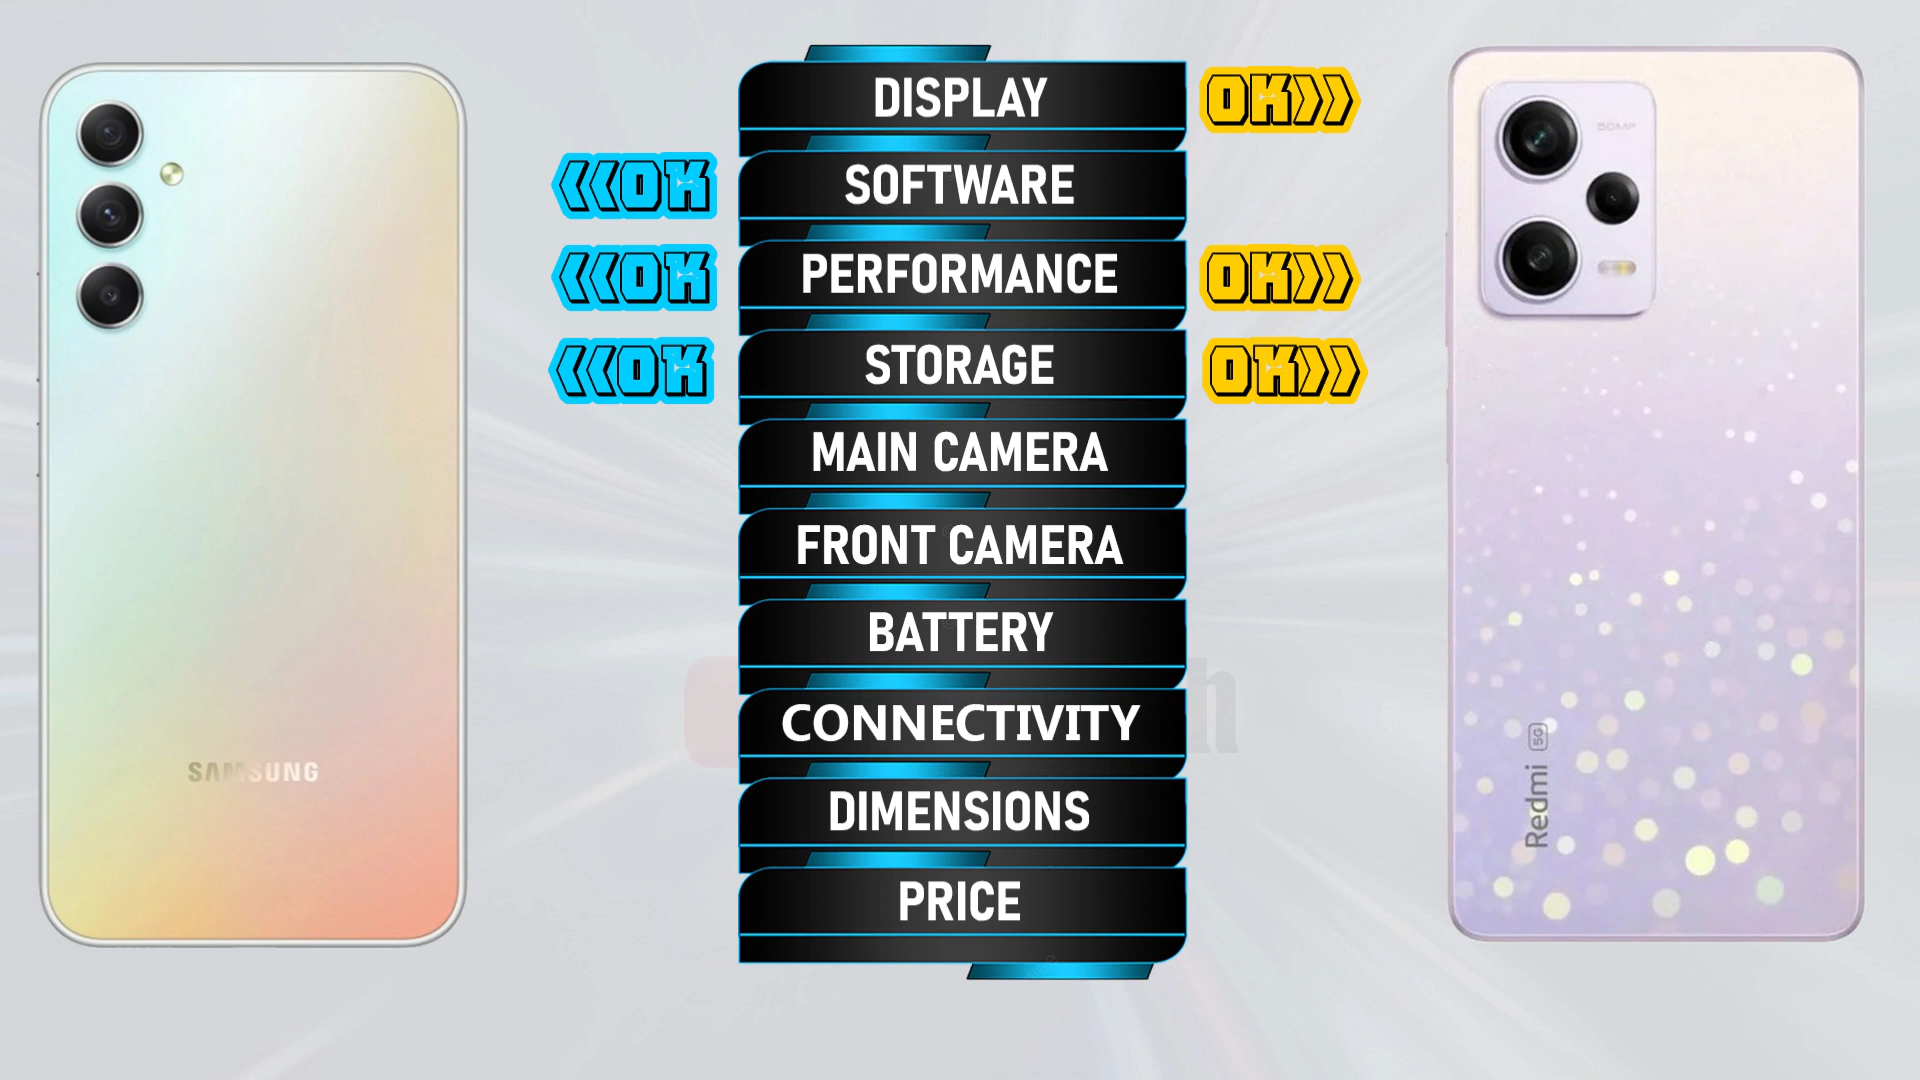 DISPLAY OK
50MP
OK SOFTWARE
OK PERFORMANCE OK
OK STORAGE OK
MAIN CAMERA
FRONT CAMERA
BATTERY
h
CONNECTIVITY
SAMSUNG
Redmi 5G
DIMENSIONS
PRICE